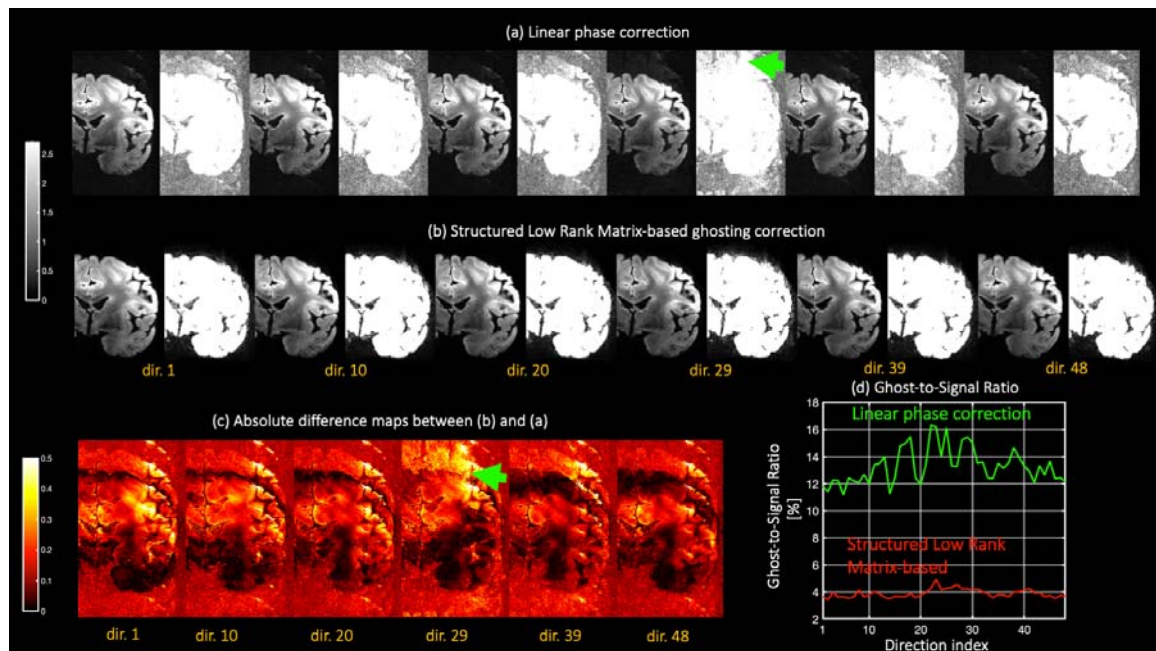 (a) Linear phase correction
2.5
2
1.5
1
0.5
0
(b) Structured Low Rank Matrix-based ghosting correction
dir. 1 dir. 10 dir. 20 dir. 29 dir. 39 dir. 48
(c) Absolute difference maps between (b) and (a)
0.5
0.4
0.3
0.2
0.1
0
dir. 1 dir. 10 dir. 20 dir. 29 dir. 39 dir. 48
(d) Ghost-to-Signal Ratio
Ghost-to-Signal Ratio
[%]
18
16
14
12
10
8
6
4
2
Linear phase correction
Structured Low Rank
Matrix-based
1 10 20 30 40
Direction index